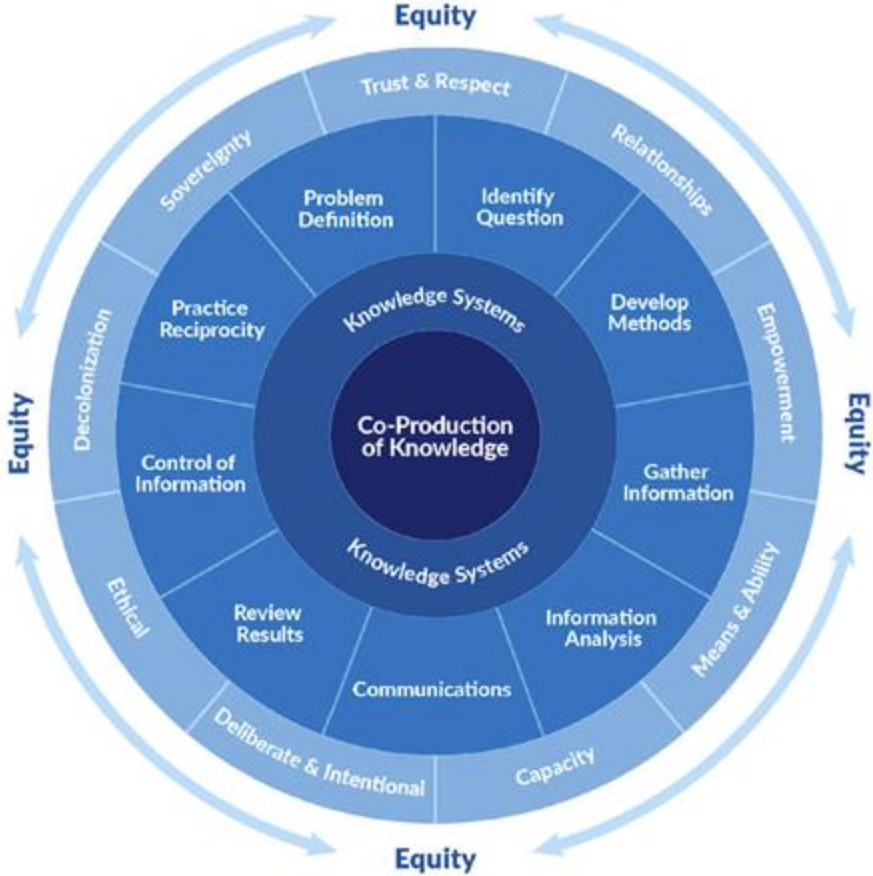 Equity
Equity
Trust & Respect
Relationships
Empowerment
Means & Ability
Capacity
Deliberate & Intentional
Ethical
Decolonization
Sovereignty
Problem
Definition
Identify
Question
Develop
Methods
Gather
Information
Information
Analysis
Communications
Review
Results
Control of
Information
Practice
Reciprocity
Knowledge Systems
Co-Production
of Knowledge
Knowledge Systems
Equity
Equity